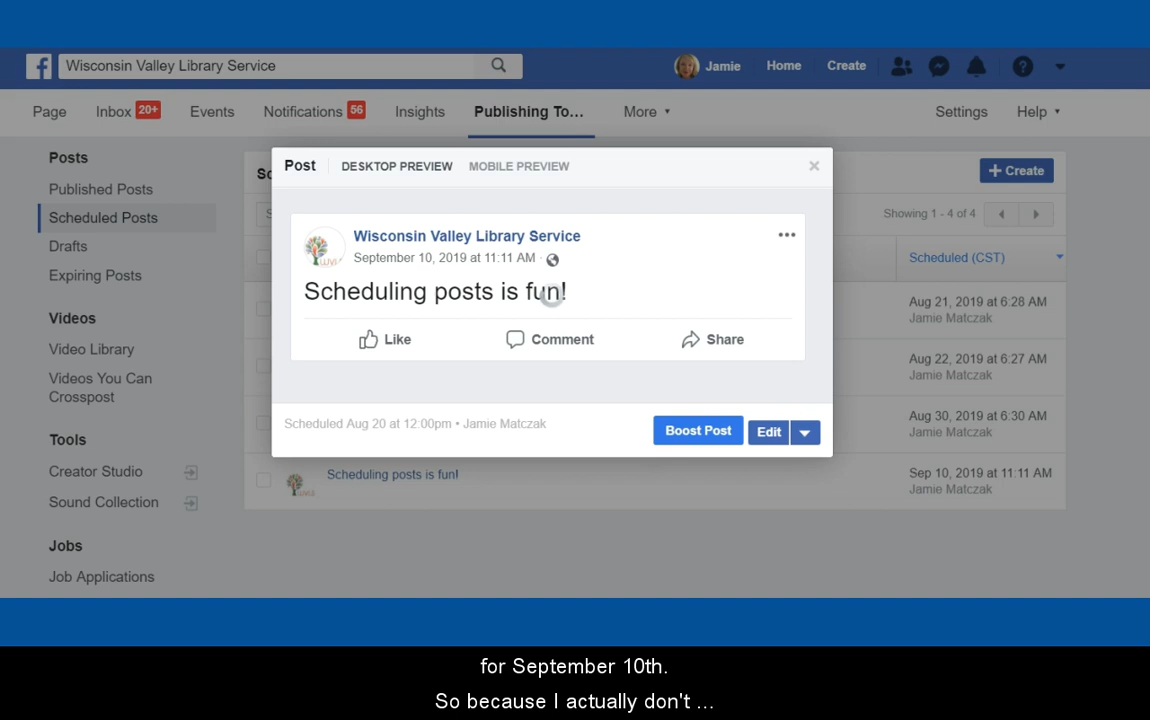 Wisconsin Valley Library Service
Jamie Home Create
Page Inbox 20+ Events Notifications 56 Insights Publishing To... More Settings Help
Posts
Published Posts
Scheduled Posts
Drafts
Expiring Posts
Videos
Video Library
Videos You Can
Crosspost
Tools
Creator Studio
Sound Collection
Jobs
Job Applications
+ Create
Showing 1 - 4 of 4
Scheduled (CST)
Aug 21, 2019 at 6:28 AM
Jamie Matczak
Aug 22, 2019 at 6:27 AM
Jamie Matczak
Aug 30, 2019 at 6:30 AM
Jamie Matczak
Scheduling posts is fun!
Sep 10, 2019 at 11:11 AM
Jamie Matczak
Post DESKTOP PREVIEW MOBILE PREVIEW
Wisconsin Valley Library Service
September 10, 2019 at 11:11 AM ·
Scheduling posts is fun!
Like Comment Share
Scheduled Aug 20 at 12:00pm • Jamie Matczak
Boost Post Edit
for September 10th.
So because I actually don't ...